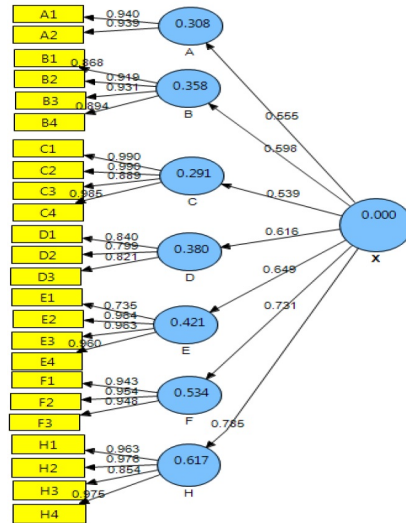 A1
0.940
0.308
A2
0.939
A
B1
0.868
B2
0.919
0.358
B3
0.931
B
B4
0.894
0.555
0.598
C1
0.990
C2
0.990
0.291
C3
0.889
C
C4
0.985
0.539
0.000
X
D1
0.840
0.616
D2
0.799
0.380
D3
0.821
D
0.649
E1
0.735
0.731
E2
0.984
0.421
E3
0.983
E
E4
0.960
F1
0.943
F2
0.954
0.534
F3
0.948
F
0.785
H1
0.963
H2
0.978
0.617
H3
0.854
H
H4
0.975